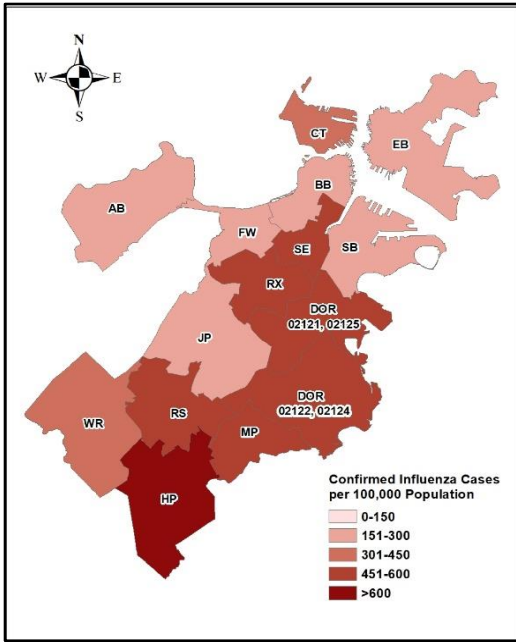 N
W E
S
CT
EB
BB
AB
FW
SE
SB
RX
DOR
02121, 02125
JP
DOR
02122, 02124
RS
WR
MP
HP
Confirmed Influenza Cases
per 100,000 Population
0-150
151-300
301-450
451-600
>600